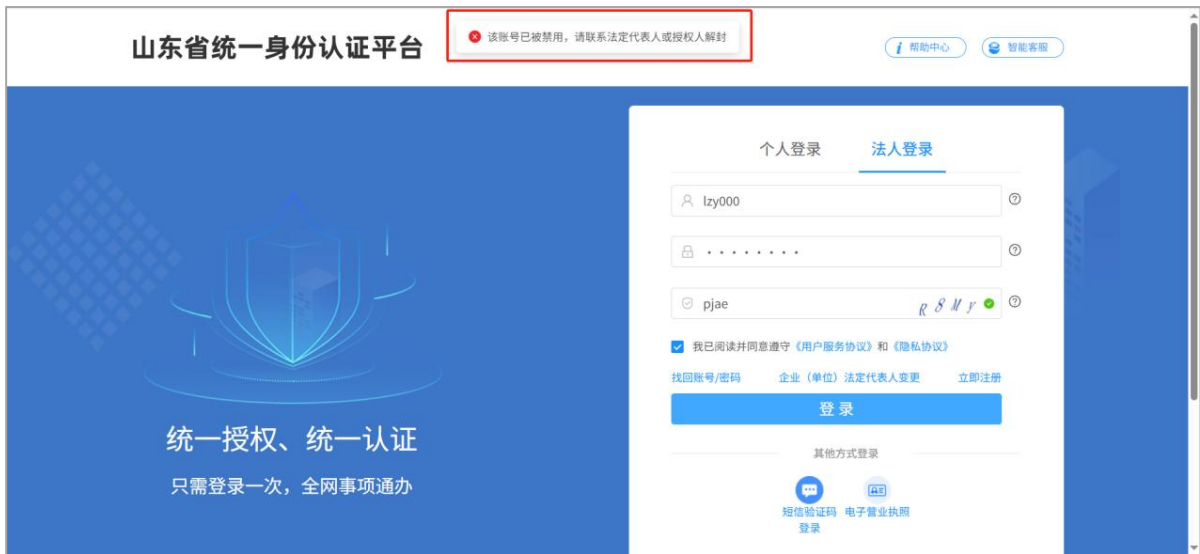 山东省统一身份认证平台
该账号已被禁用，请联系法定代表人或授权人解封
帮助中心
智能客服
个人登录
法人登录
lzy000
pjae
R8My
我已阅读并同意遵守《用户服务协议》和《隐私协议》
找回账号/密码
企业（单位）法定代表人变更
立即注册
登录
统一授权、统一认证
只需登录一次，全网事项通办
其他方式登录
短信验证码
登录
电子营业执照